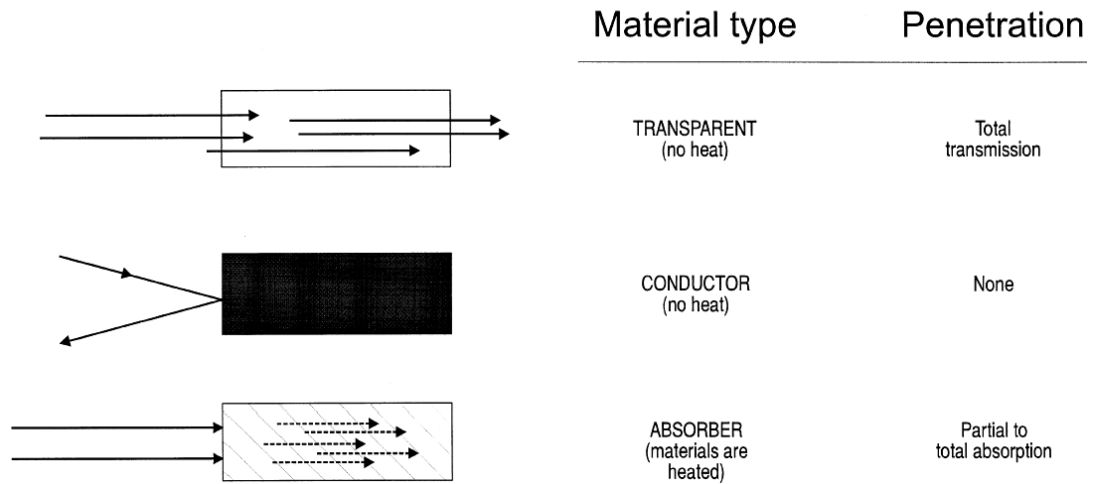 Material type Penetration
TRANSPARENT
(no heat)
Total
transmission
CONDUCTOR
(no heat)
None
ABSORBER
(materials are
heated)
Partial to
total absorption